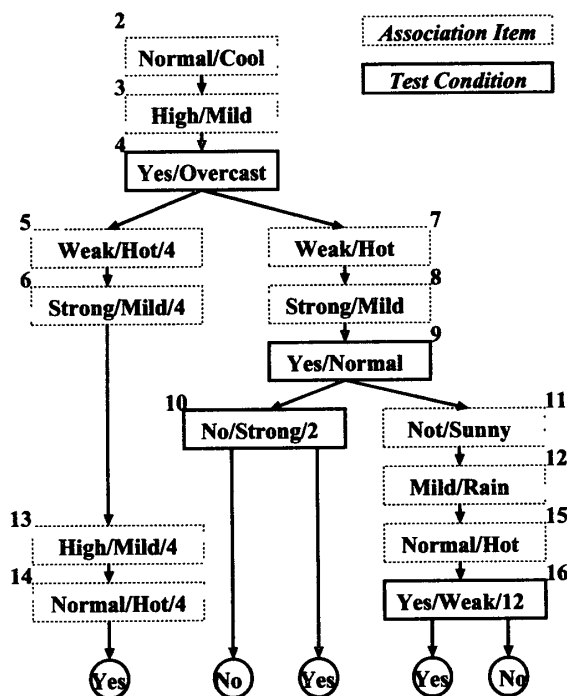 2
Normal/Cool
Association Item
3
High/Mild
Test Condition
4
Yes/Overcast
5
Weak/Hot/4
6
Strong/Mild/4
7
Weak/Hot
8
Strong/Mild
9
Yes/Normal
10
No/Strong/2
11
Not/Sunny
12
Mild/Rain
13
High/Mild/4
14
Normal/Hot/4
15
Normal/Hot
16
Yes/Weak/12
Yes
No
Yes
Yes
No